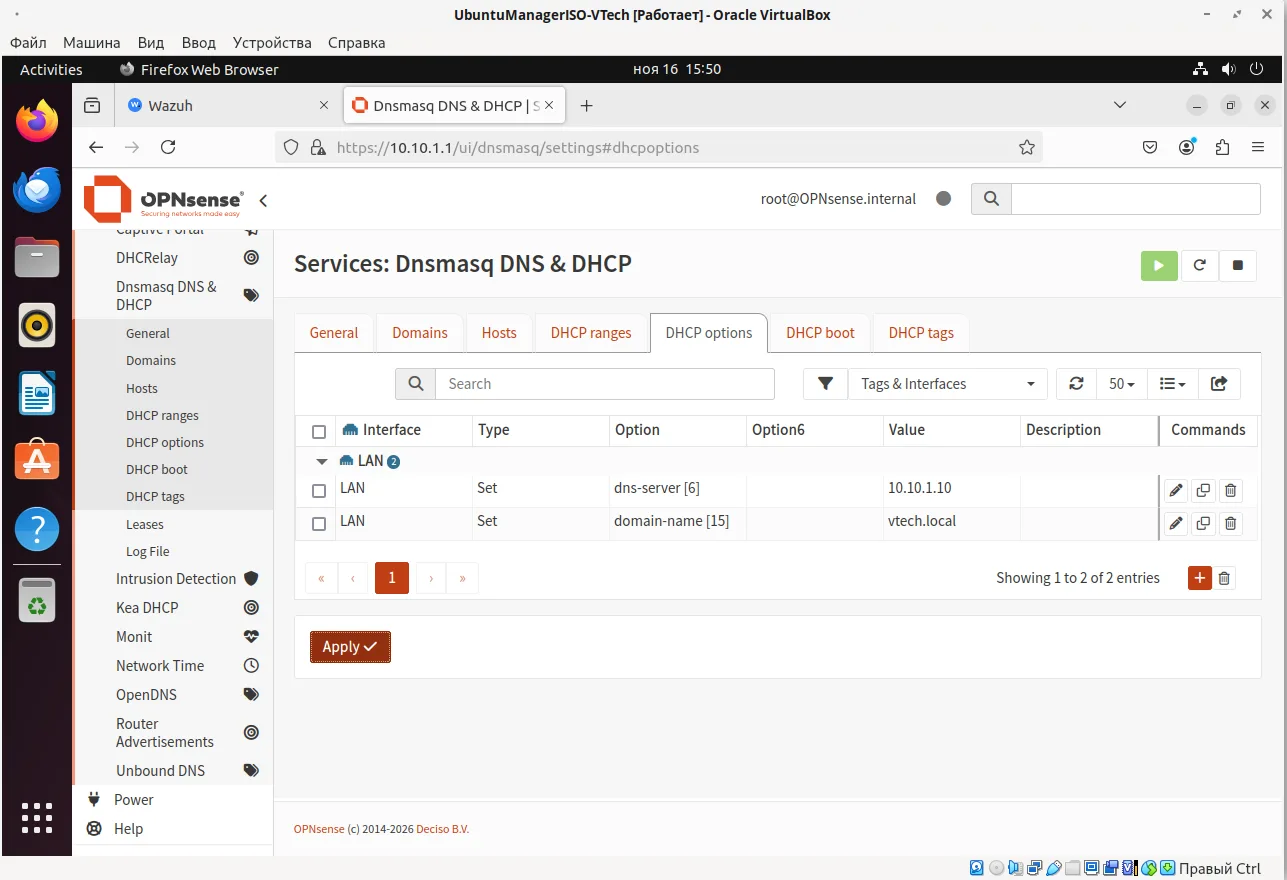 UbuntuManagerISO-VTech [Работает] - Oracle VirtualBox
Файл Машина Вид Ввод Устройства Справка
Activities Firefox Web Browser ноя 16 15:50
Wazuh Dnsmasq DNS & DHCP | S
https://10.10.1.1/ui/dnsmasq/settings#dhcpoptions
OPNsense®
Securing networks made easy
root@OPNsense.internal
Captive Portal
DHCRelay
Dnsmasq DNS &
DHCP
General
Domains
Hosts
DHCP ranges
DHCP options
DHCP boot
DHCP tags
Leases
Log File
Intrusion Detection
Kea DHCP
Monit
Network Time
OpenDNS
Router
Advertisements
Unbound DNS
Power
Help
Services: Dnsmasq DNS & DHCP
General Domains Hosts DHCP ranges DHCP options DHCP boot DHCP tags
Search Tags & Interfaces 50
Interface Type Option Option6 Value Description Commands
LAN 2
LAN Set dns-server [6] 10.10.1.10
LAN Set domain-name [15] vtech.local
« ‹ 1 › » Showing 1 to 2 of 2 entries
Apply
OPNsense (c) 2014-2026 Deciso B.V.
Правый Ctrl